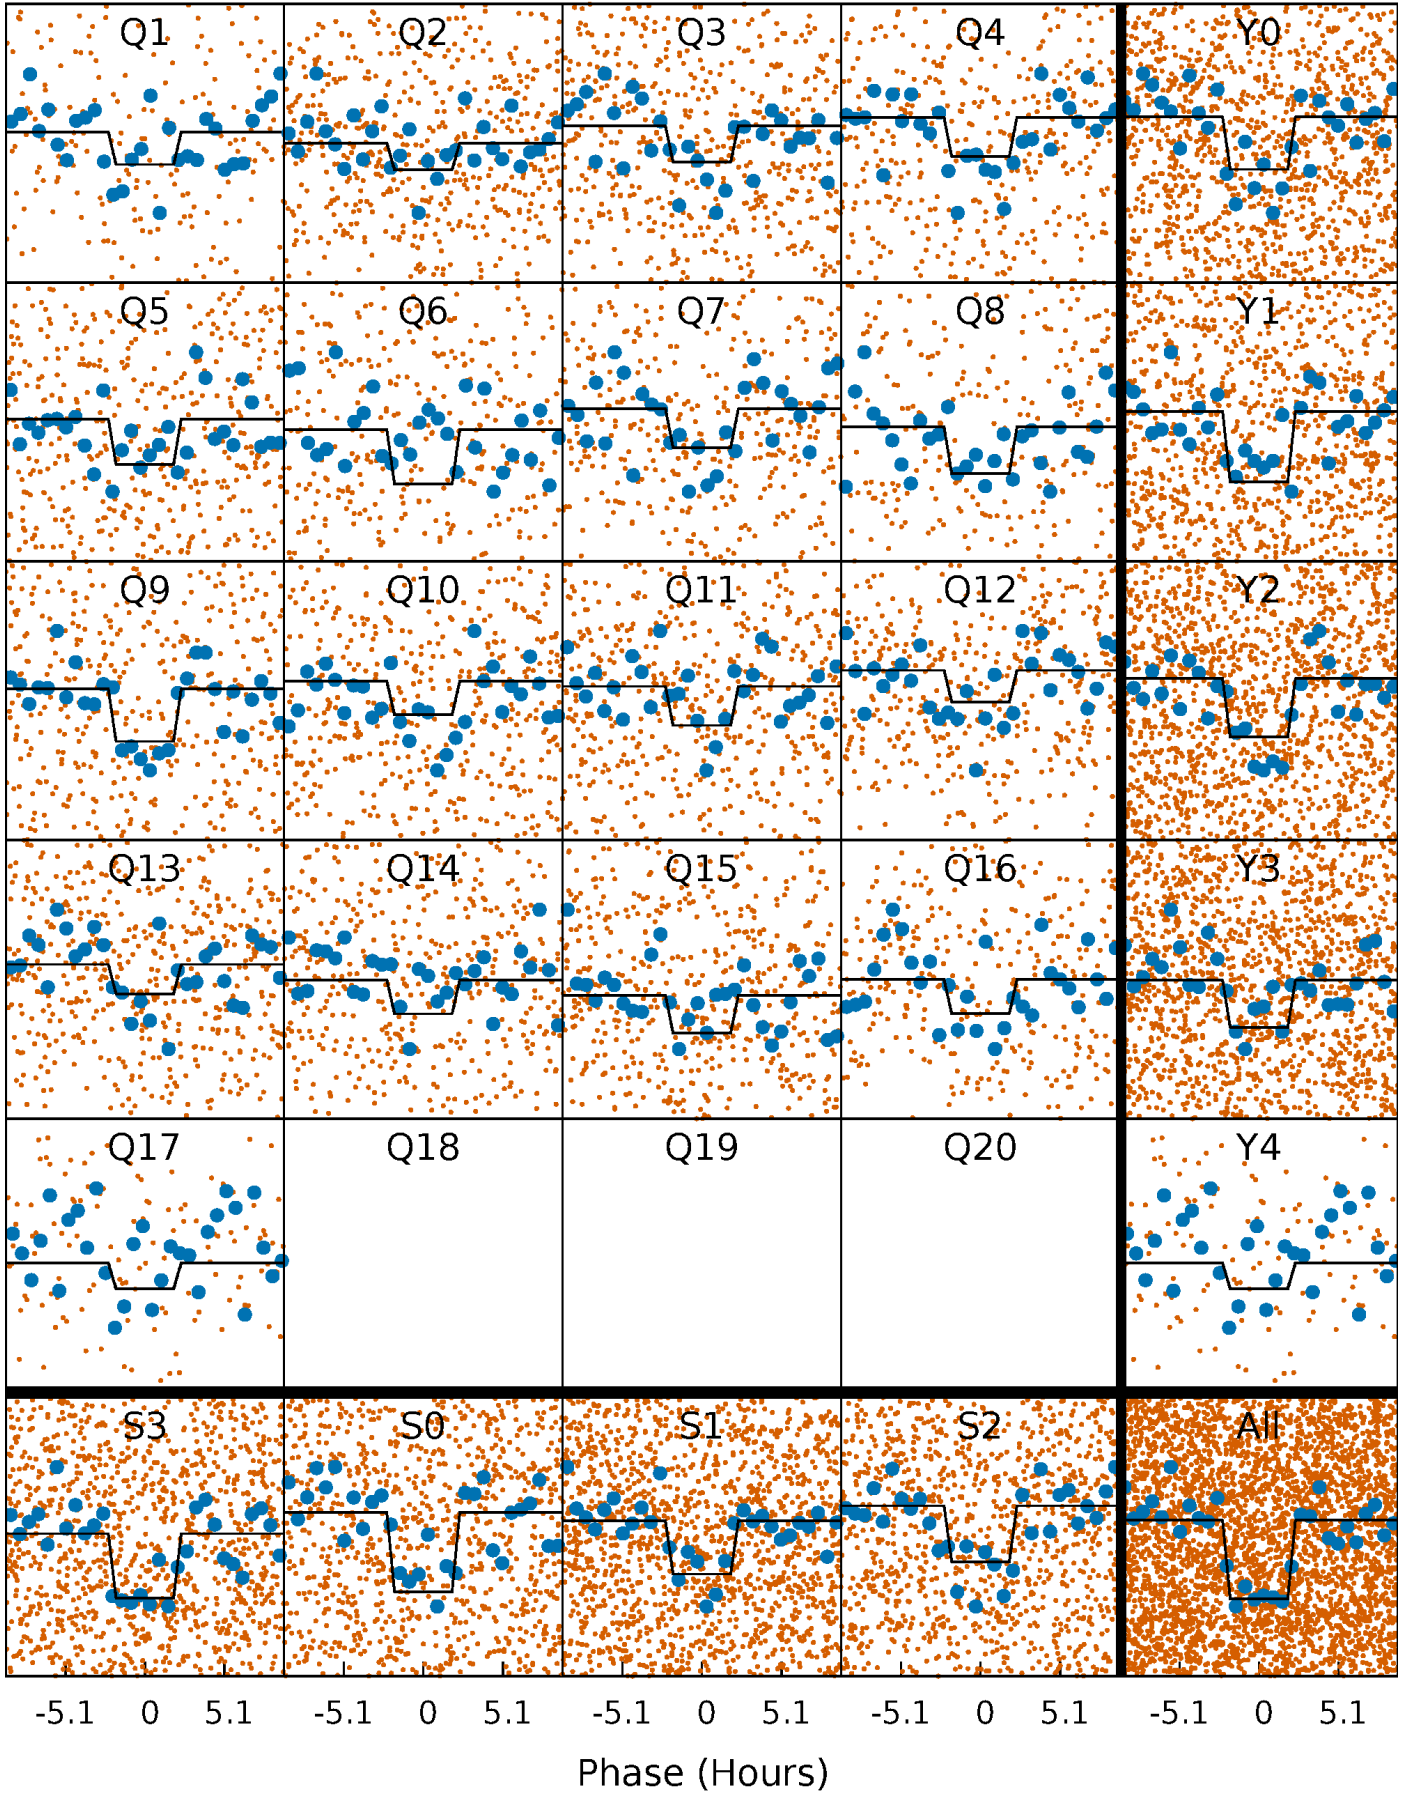 Q1 Q2 Q3 Q4 Y0
Q5 Q6 Q7 Q8 Y1
Q9 Q10 Q11 Q12 Y2
Q13 Q14 Q15 Q16 Y3
Q17 Q18 Q19 Q20 Y4
S3 S0 S1 S2 All
-5.1 0 5.1 -5.1 0 5.1 -5.1 0 5.1 -5.1 0 5.1 -5.1 0 5.1
Phase (Hours)